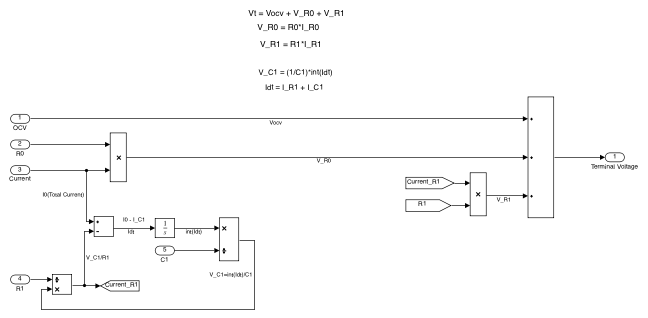 Vt = Vocv + V_R0 + V_R1
V_R0 = R0*I_R0
V_R1 = R1*I_R1
V_C1 = (1/C1)*int(Idt)
Idt = I_R1 + I_C1
1
OCV
Vocv
2
R0
3
Current
×
V_R0
+
+
+
1
Terminal Voltage
Current_R1
R1
×
V_R1
I0(Total Current)
+
−
I0 - I_C1
Idt
1
s
int(Idt)
5
C1
×
÷
V_C1=int(Idt)/C1
V_C1/R1
4
R1
÷
×
Current_R1